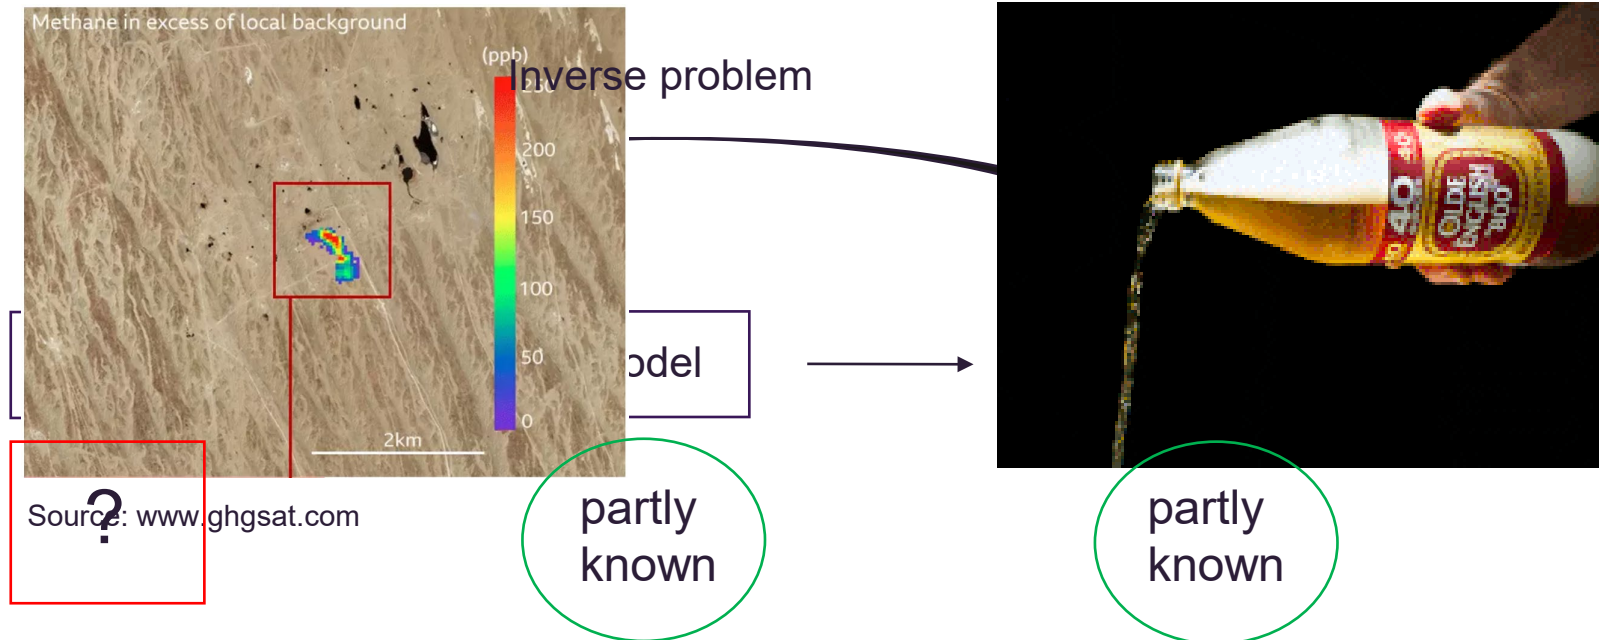 Methane in excess of local background
(ppb)
Inverse problem
200
150
100
50
0
2km
odel
40
40
OLDE
ENGLISH
"800"
?
Source: www.ghgsat.com
partly
known
partly
known